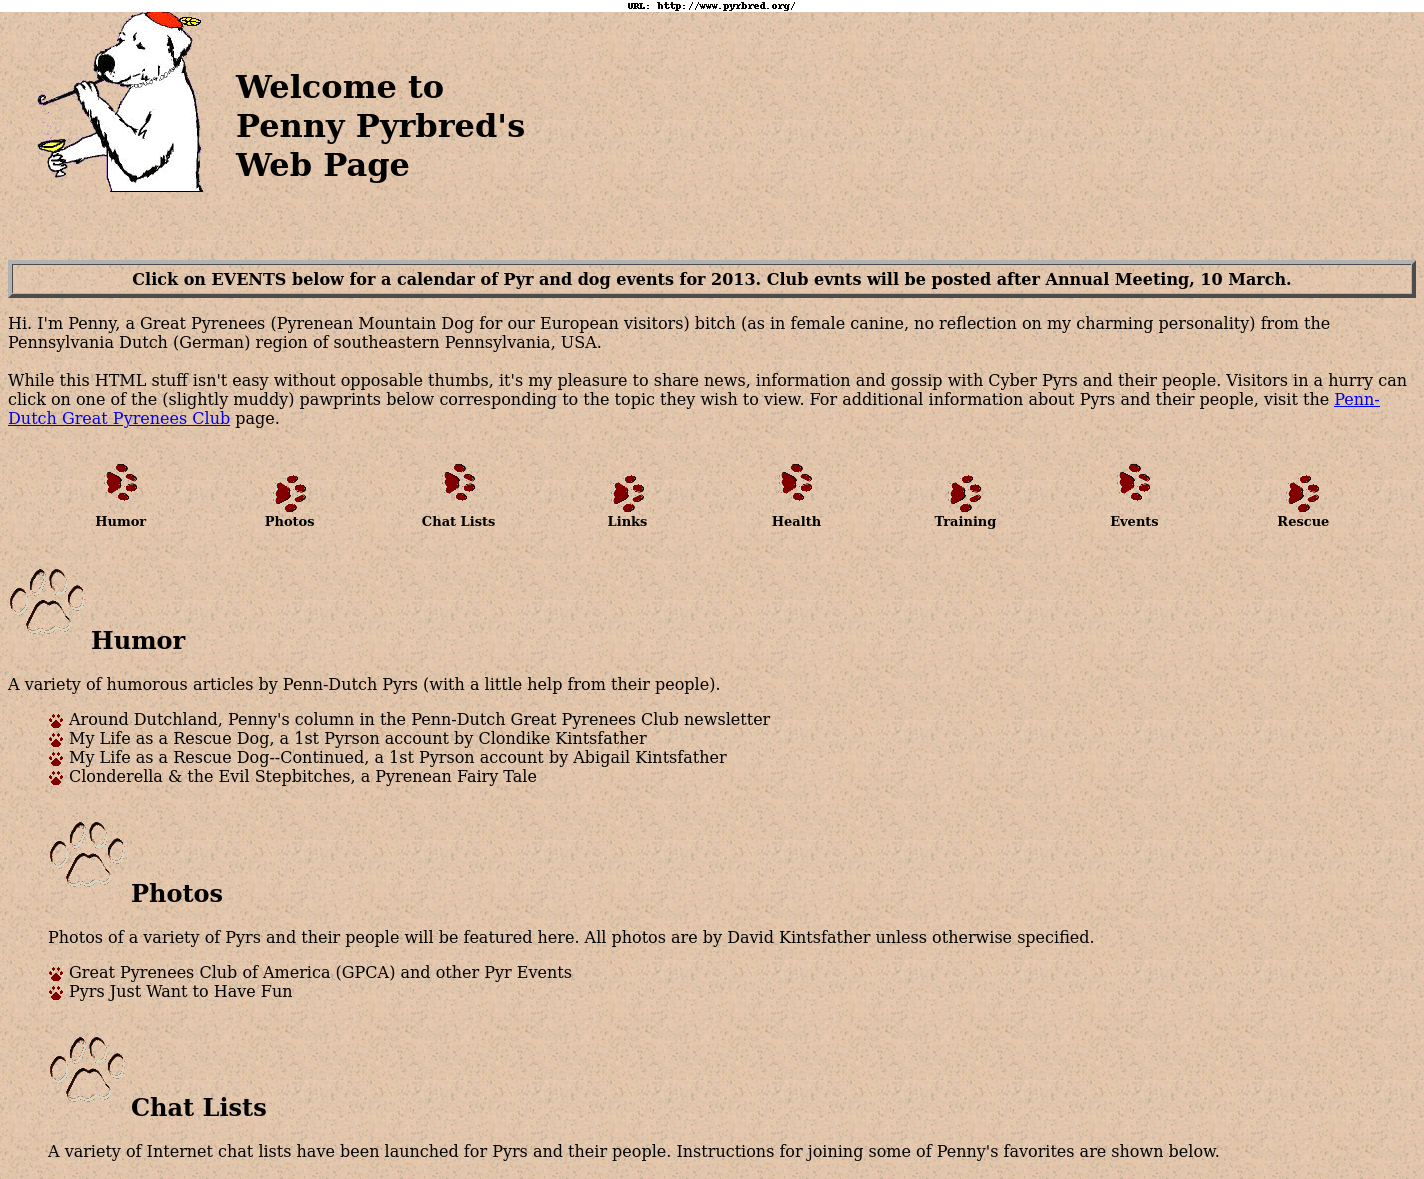 URL: http://www.pyrbred.org/
Welcome to
Penny Pyrbred's
Web Page
Click on EVENTS below for a calendar of Pyr and dog events for 2013. Club evnts will be posted after Annual Meeting, 10 March.
Hi. I'm Penny, a Great Pyrenees (Pyrenean Mountain Dog for our European visitors) bitch (as in female canine, no reflection on my charming personality) from the
Pennsylvania Dutch (German) region of southeastern Pennsylvania, USA.
While this HTML stuff isn't easy without opposable thumbs, it's my pleasure to share news, information and gossip with Cyber Pyrs and their people. Visitors in a hurry can
click on one of the (slightly muddy) pawprints below corresponding to the topic they wish to view. For additional information about Pyrs and their people, visit the Penn-
Dutch Great Pyrenees Club page.
Humor Photos Chat Lists Links Health Training Events Rescue
Humor
A variety of humorous articles by Penn-Dutch Pyrs (with a little help from their people).
Around Dutchland, Penny's column in the Penn-Dutch Great Pyrenees Club newsletter
My Life as a Rescue Dog, a 1st Pyrson account by Clondike Kintsfather
My Life as a Rescue Dog--Continued, a 1st Pyrson account by Abigail Kintsfather
Clonderella & the Evil Stepbitches, a Pyrenean Fairy Tale
Photos
Photos of a variety of Pyrs and their people will be featured here. All photos are by David Kintsfather unless otherwise specified.
Great Pyrenees Club of America (GPCA) and other Pyr Events
Pyrs Just Want to Have Fun
Chat Lists
A variety of Internet chat lists have been launched for Pyrs and their people. Instructions for joining some of Penny's favorites are shown below.